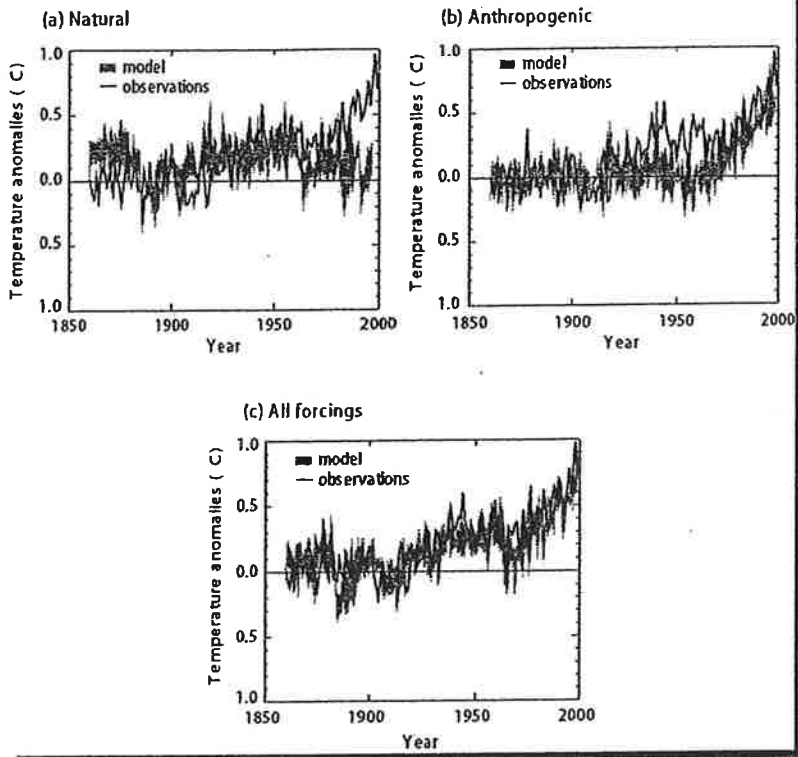 (a) Natural
Temperature anomalies ( C)
1.0
0.5
0.0
0.5
1.0
model
observations
1850
1900
1950
2000
Year
(b) Anthropogenic
Temperature anomalies ( C)
1.0
0.5
0.0
0.5
1.0
model
observations
1850
1900
1950
2000
Year
(c) All forcings
Temperature anomalies ( C)
1.0
0.5
0.0
0.5
1.0
model
observations
1850
1900
1950
2000
Year